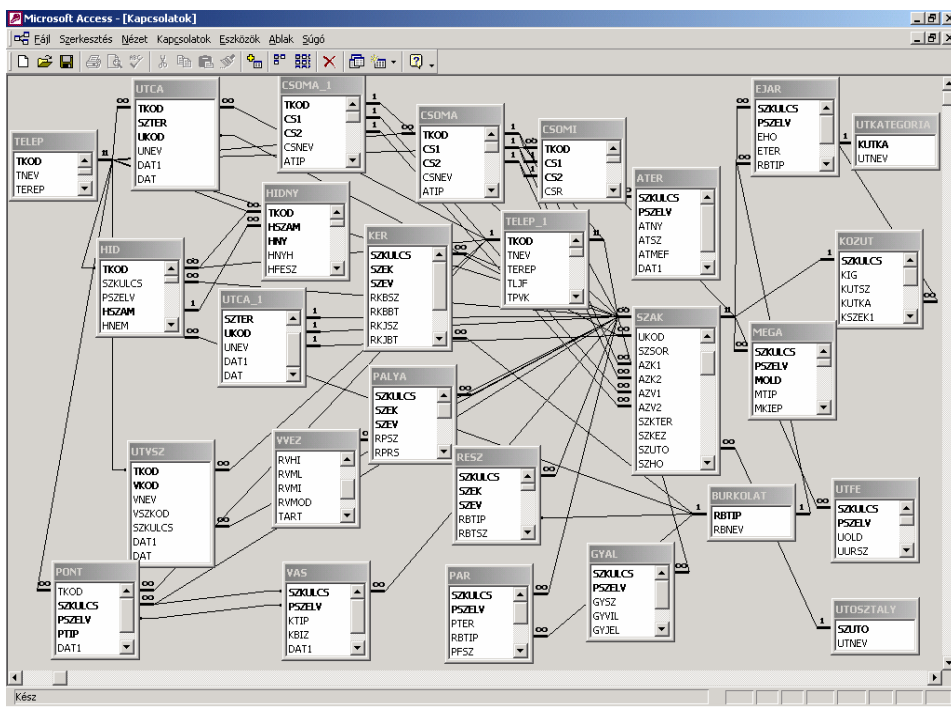 Microsoft Access - [Kapcsolatok]
Fájl Szerkesztés Nézet Kapcsolatok Eszközök Ablak Súgó
UTCA
TKOD
SZTER
UKOD
UNEV
DAT1
DAT
CSOMA_1
TKOD
CS1
CS2
CSNEV
ATIP
CSOMA
TKOD
CS1
CS2
CSNEV
ATIP
CSOMI
TKOD
CS1
CS2
CSR
EJAR
SZKULCS
PSZELV
EHO
ETER
RBTIP
UTKATEGORIA
KUTKA
UTNEV
TELEP
TKOD
TNEV
TEREP
HIDNY
TKOD
HSZAM
HNY
HNYH
HFESZ
ATER
SZKULCS
PSZELV
ATNY
ATSZ
ATMEF
DAT1
HID
TKOD
SZKULCS
PSZELV
HSZAM
HNEM
KER
SZKULCS
SZEK
SZEV
RKBSZ
RKBBT
RKJSZ
RKJBT
TELEP_1
TKOD
TNEV
TEREP
TLJF
TPVK
KOZUT
SZKULCS
KIG
KUTSZ
KUTKA
KSZEK1
UTCA_1
SZTER
UKOD
UNEV
DAT1
DAT
SZAK
UKOD
SZSOR
AZK1
AZK2
AZV1
AZV2
SZKTER
SZKEZ
SZUTO
SZHO
MEGA
SZKULCS
PSZELV
MOLD
MTIP
MKIEP
PALYA
SZKULCS
SZEK
SZEV
RPSZ
RPRS
UTVSZ
TKOD
VKOD
VNEV
VSZKOD
SZKULCS
DAT1
DAT
VVEZ
RVHI
RVML
RVMI
RVMOD
TART
RESZ
SZKULCS
SZEK
SZEV
RBTIP
RBTSZ
BURKOLAT
RBTIP
RBNEV
UTFE
SZKULCS
PSZELV
UOLD
UURSZ
PONT
TKOD
SZKULCS
PSZELV
PTIP
DAT1
VAS
SZKULCS
PSZELV
KTIP
KBIZ
DAT1
PAR
SZKULCS
PSZELV
PTER
RBTIP
PFSZ
GYAL
SZKULCS
PSZELV
GYSZ
GYVIL
GYJEL
UTOSZTÁLY
SZUTO
UTNEV
Kész